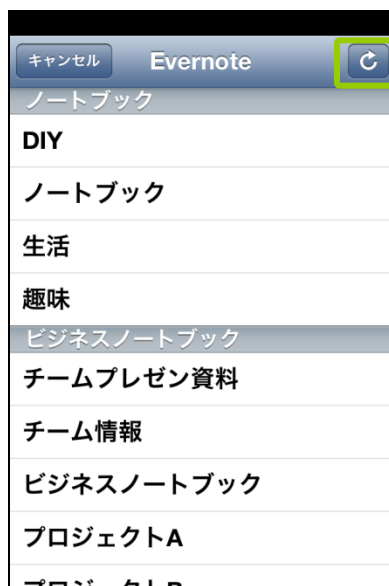 キャンセル Evernote
ノートブック
DIY
ノートブック
生活
趣味
ビジネスノートブック
チームプレゼン資料
チーム情報
ビジネスノートブック
プロジェクトA